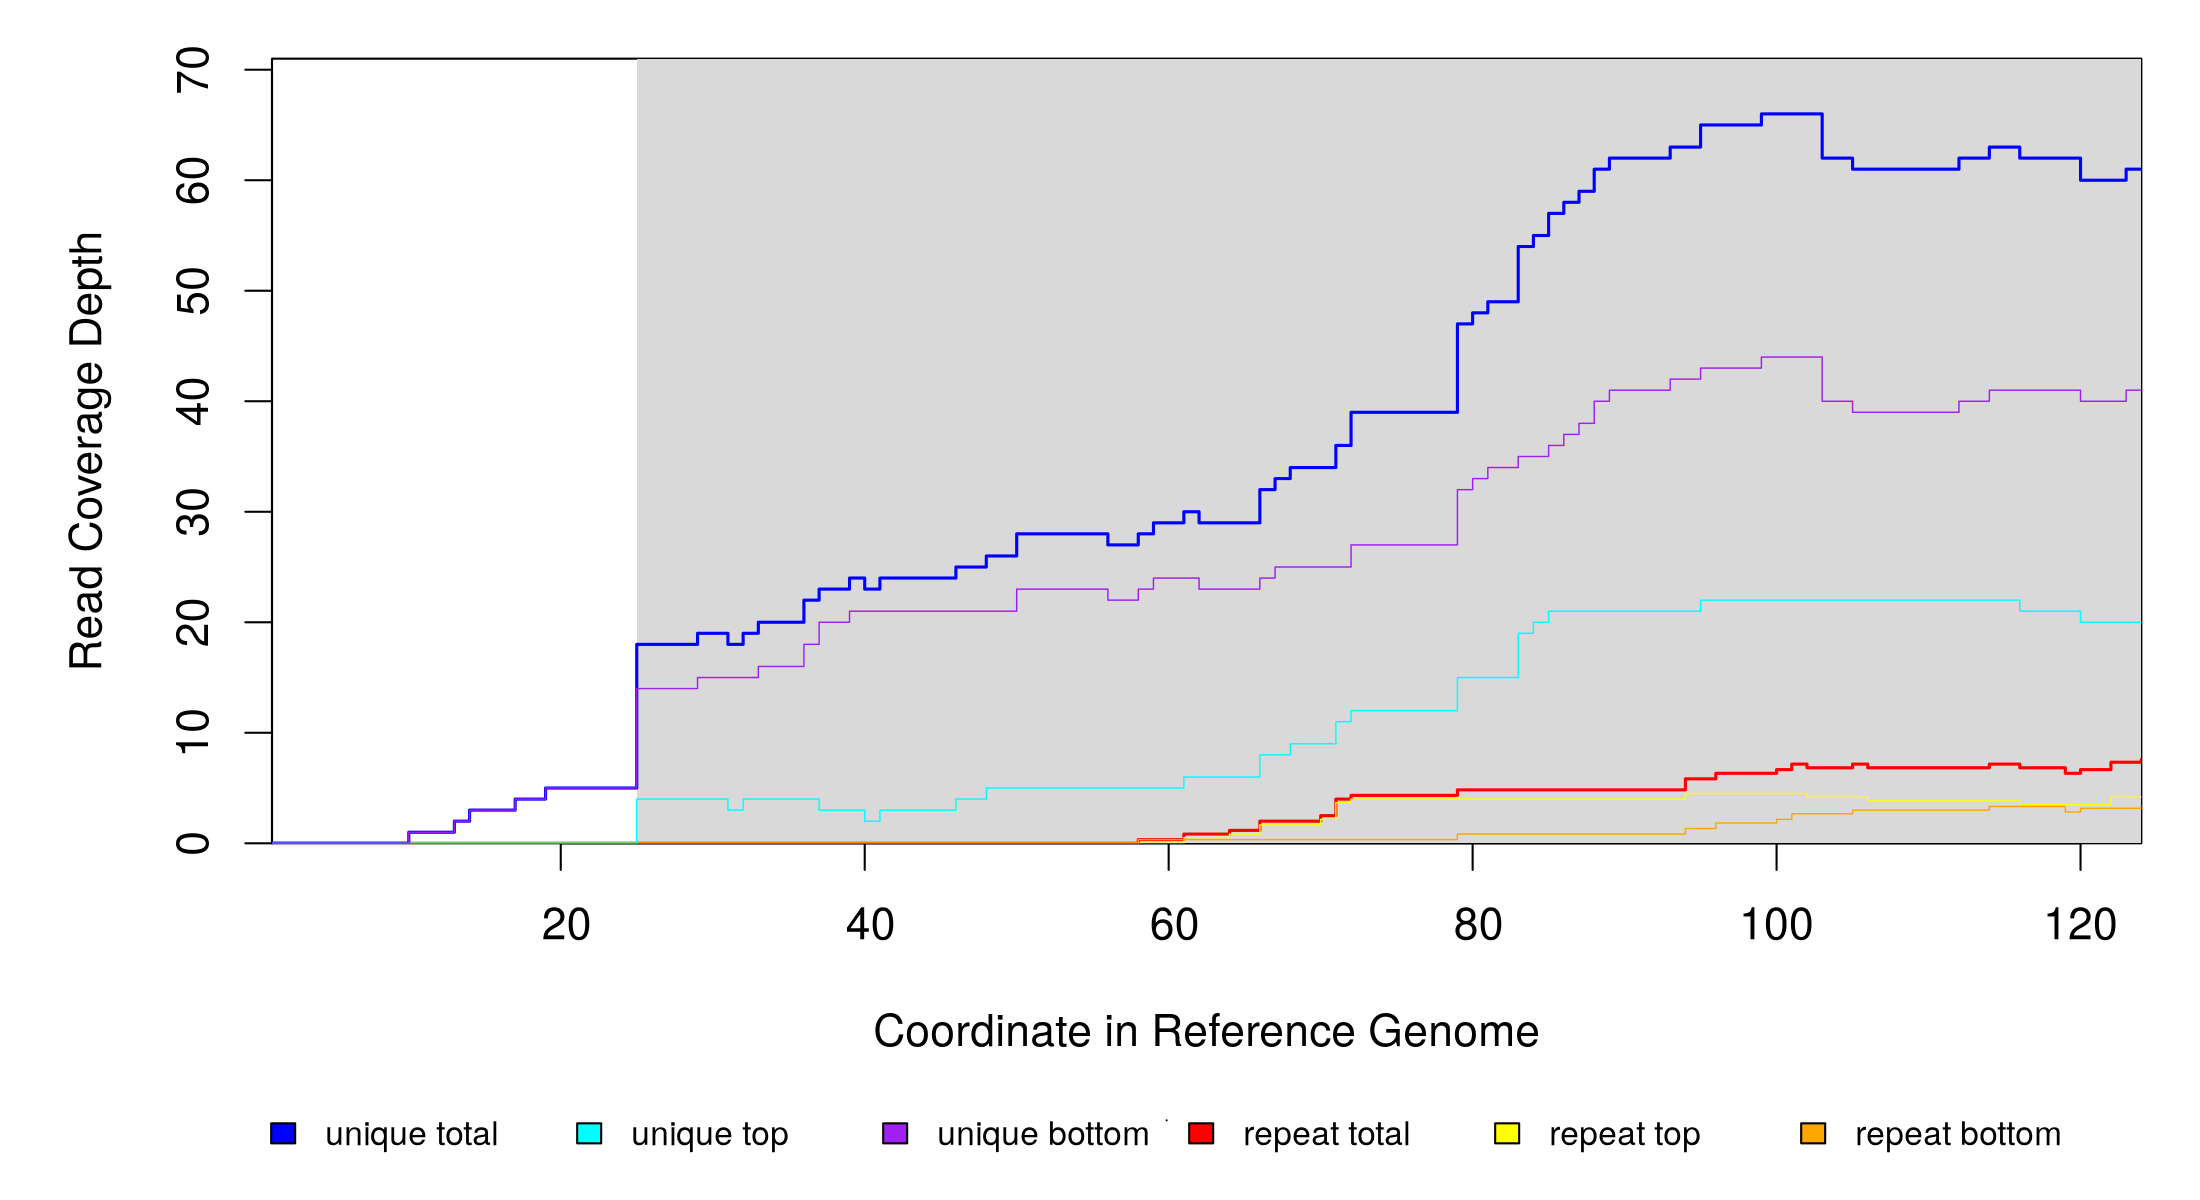 Read Coverage Depth
70
60
50
40
30
20
10
0
20 40 60 80 100 120
Coordinate in Reference Genome
unique total unique top unique bottom repeat total repeat top repeat bottom